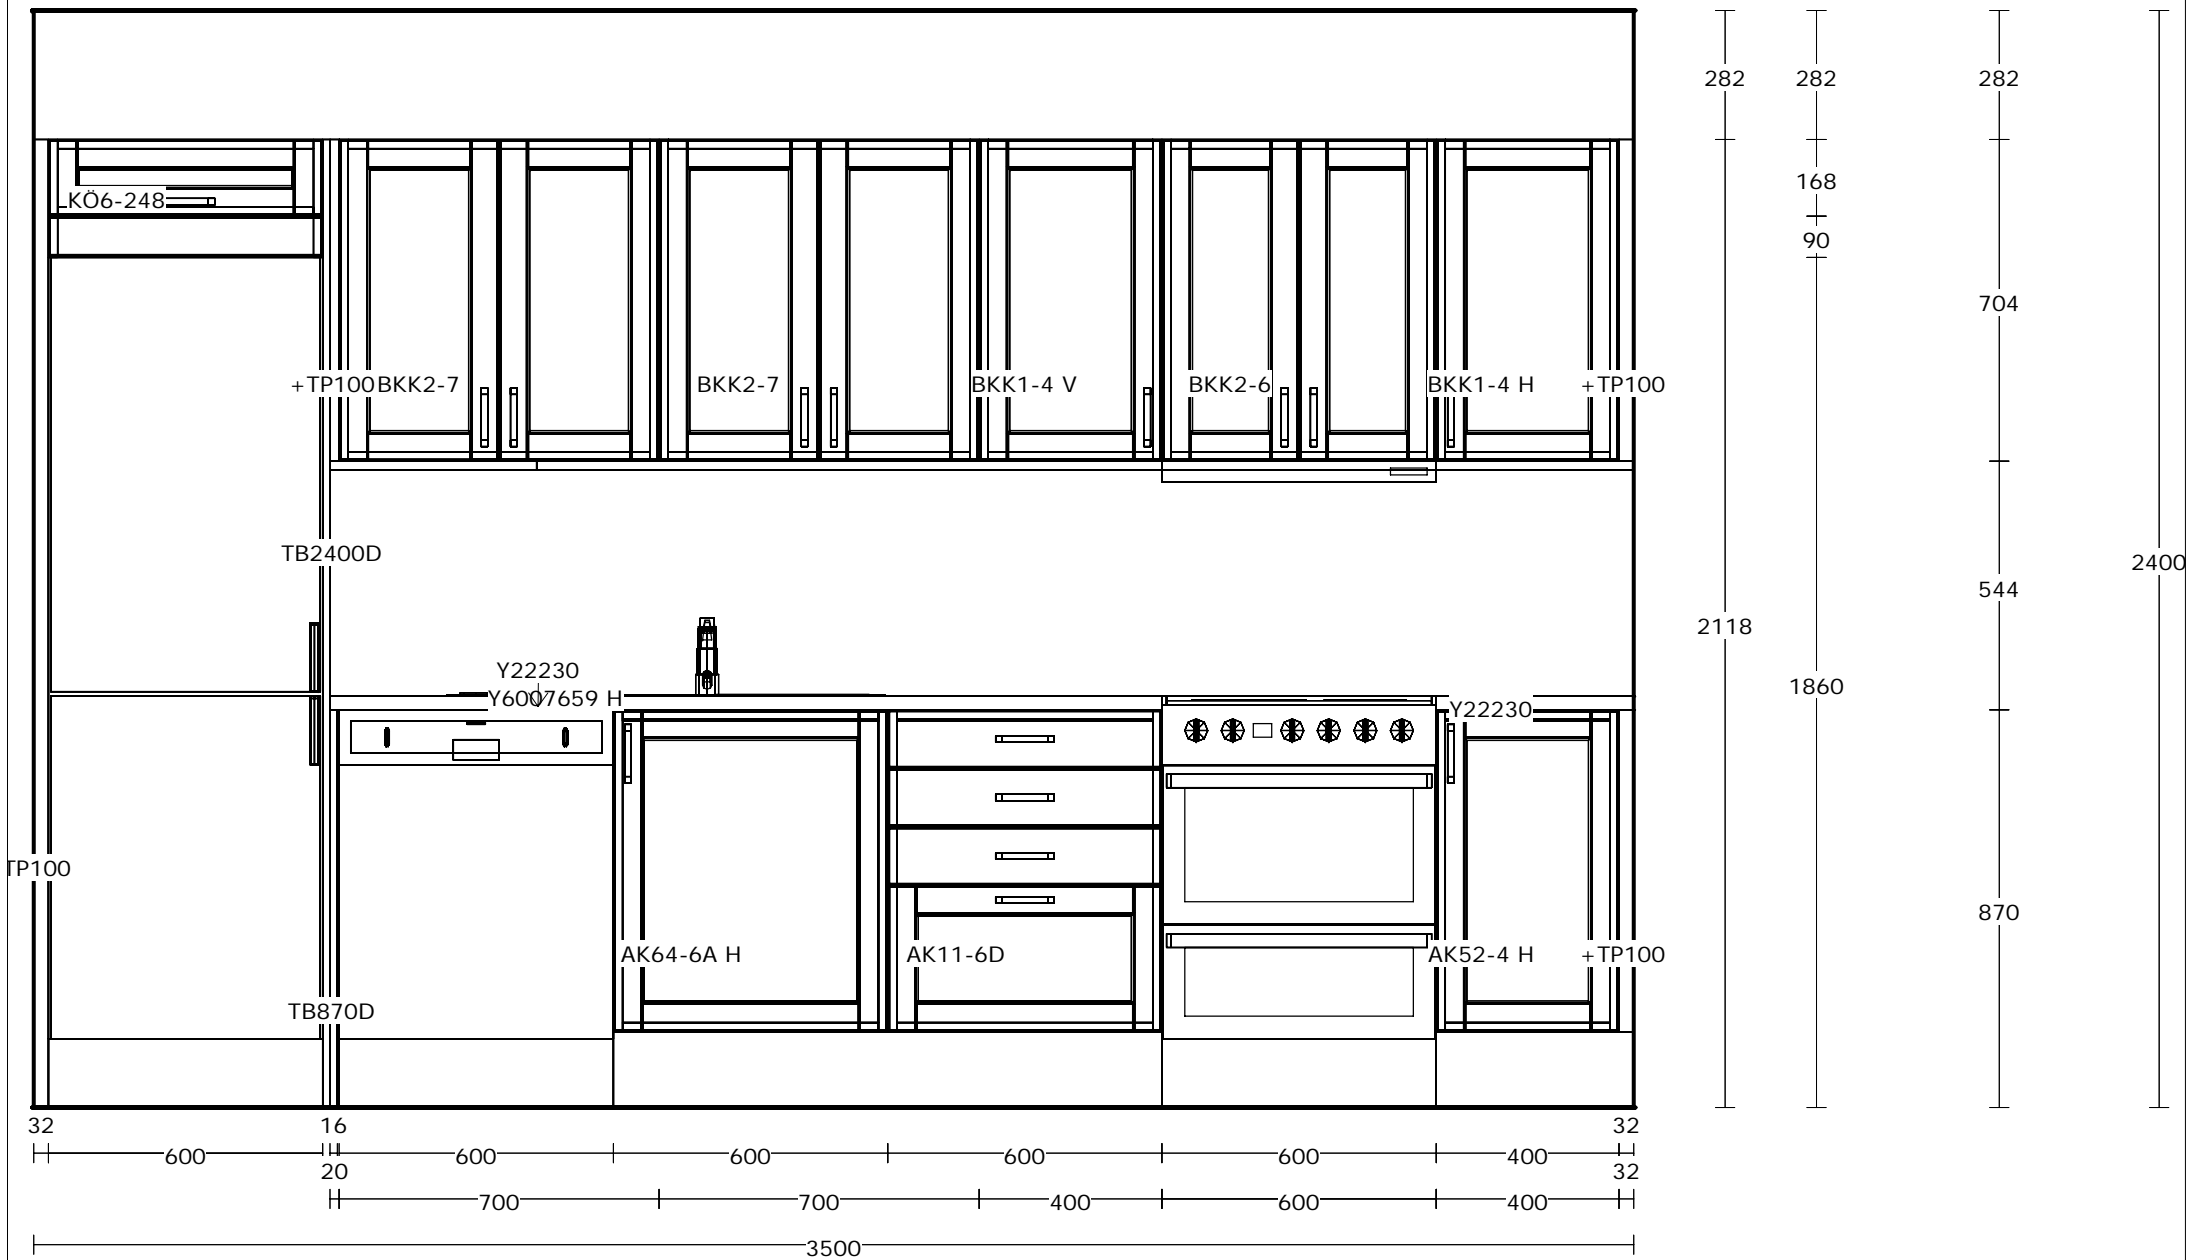 282 282 282
168
KÖ6-248
90
704
+TP100 BKK2-7 BKK2-7 BKK1-4 V BKK2-6 BKK1-4 H +TP100
TB2400D
2400
544
2118
Y22230
1860
Y6007659 H
Y22230
TP100
870
AK64-6A H AK11-6D AK52-4 H +TP100
TB870D
32 16 32
600 600 600 600 600 400
20 32
700 700 400 600 400
3500